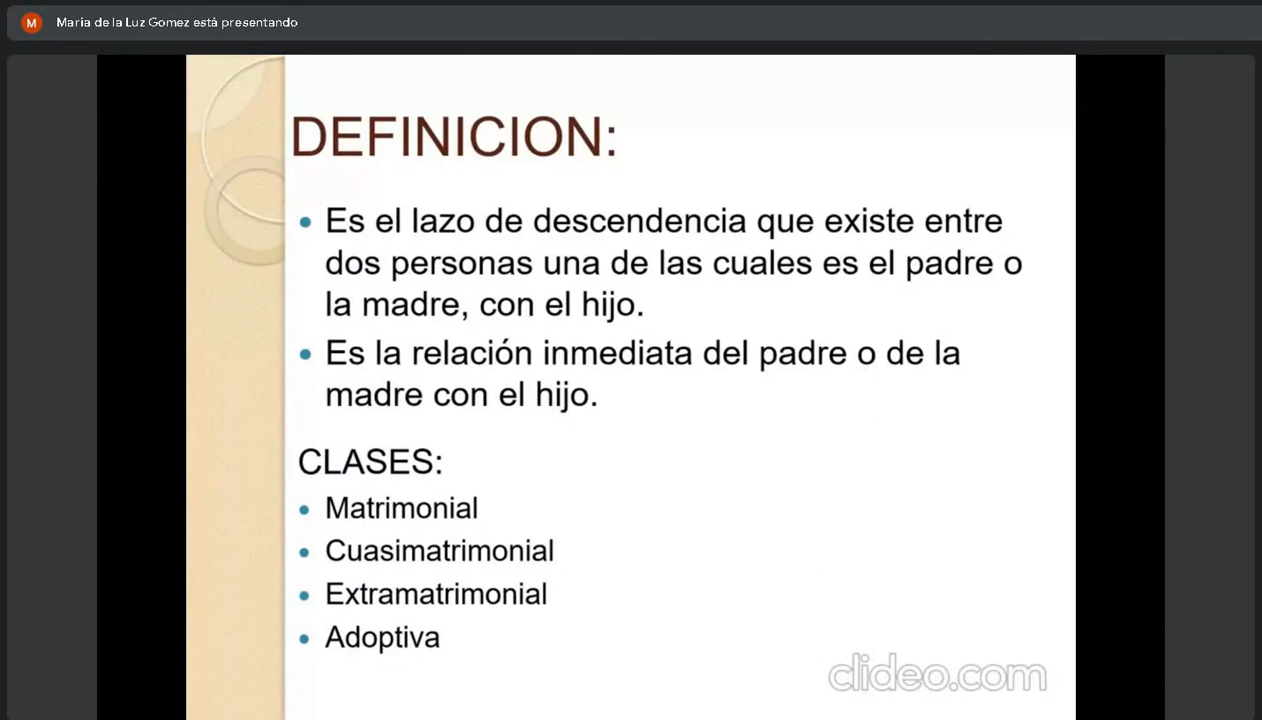 M
Maria de la Luz Gomez está presentando
DEFINICION:
• Es el lazo de descendencia que existe entre
dos personas una de las cuales es el padre o
la madre, con el hijo.
• Es la relación inmediata del padre o de la
madre con el hijo.
CLASES:
• Matrimonial
• Cuasimatrimonial
• Extramatrimonial
• Adoptiva
clideo.com